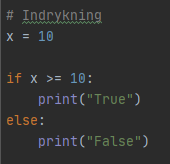 # Indrykning
x = 10
if x >= 10:
    print("True")
else:
    print("False")